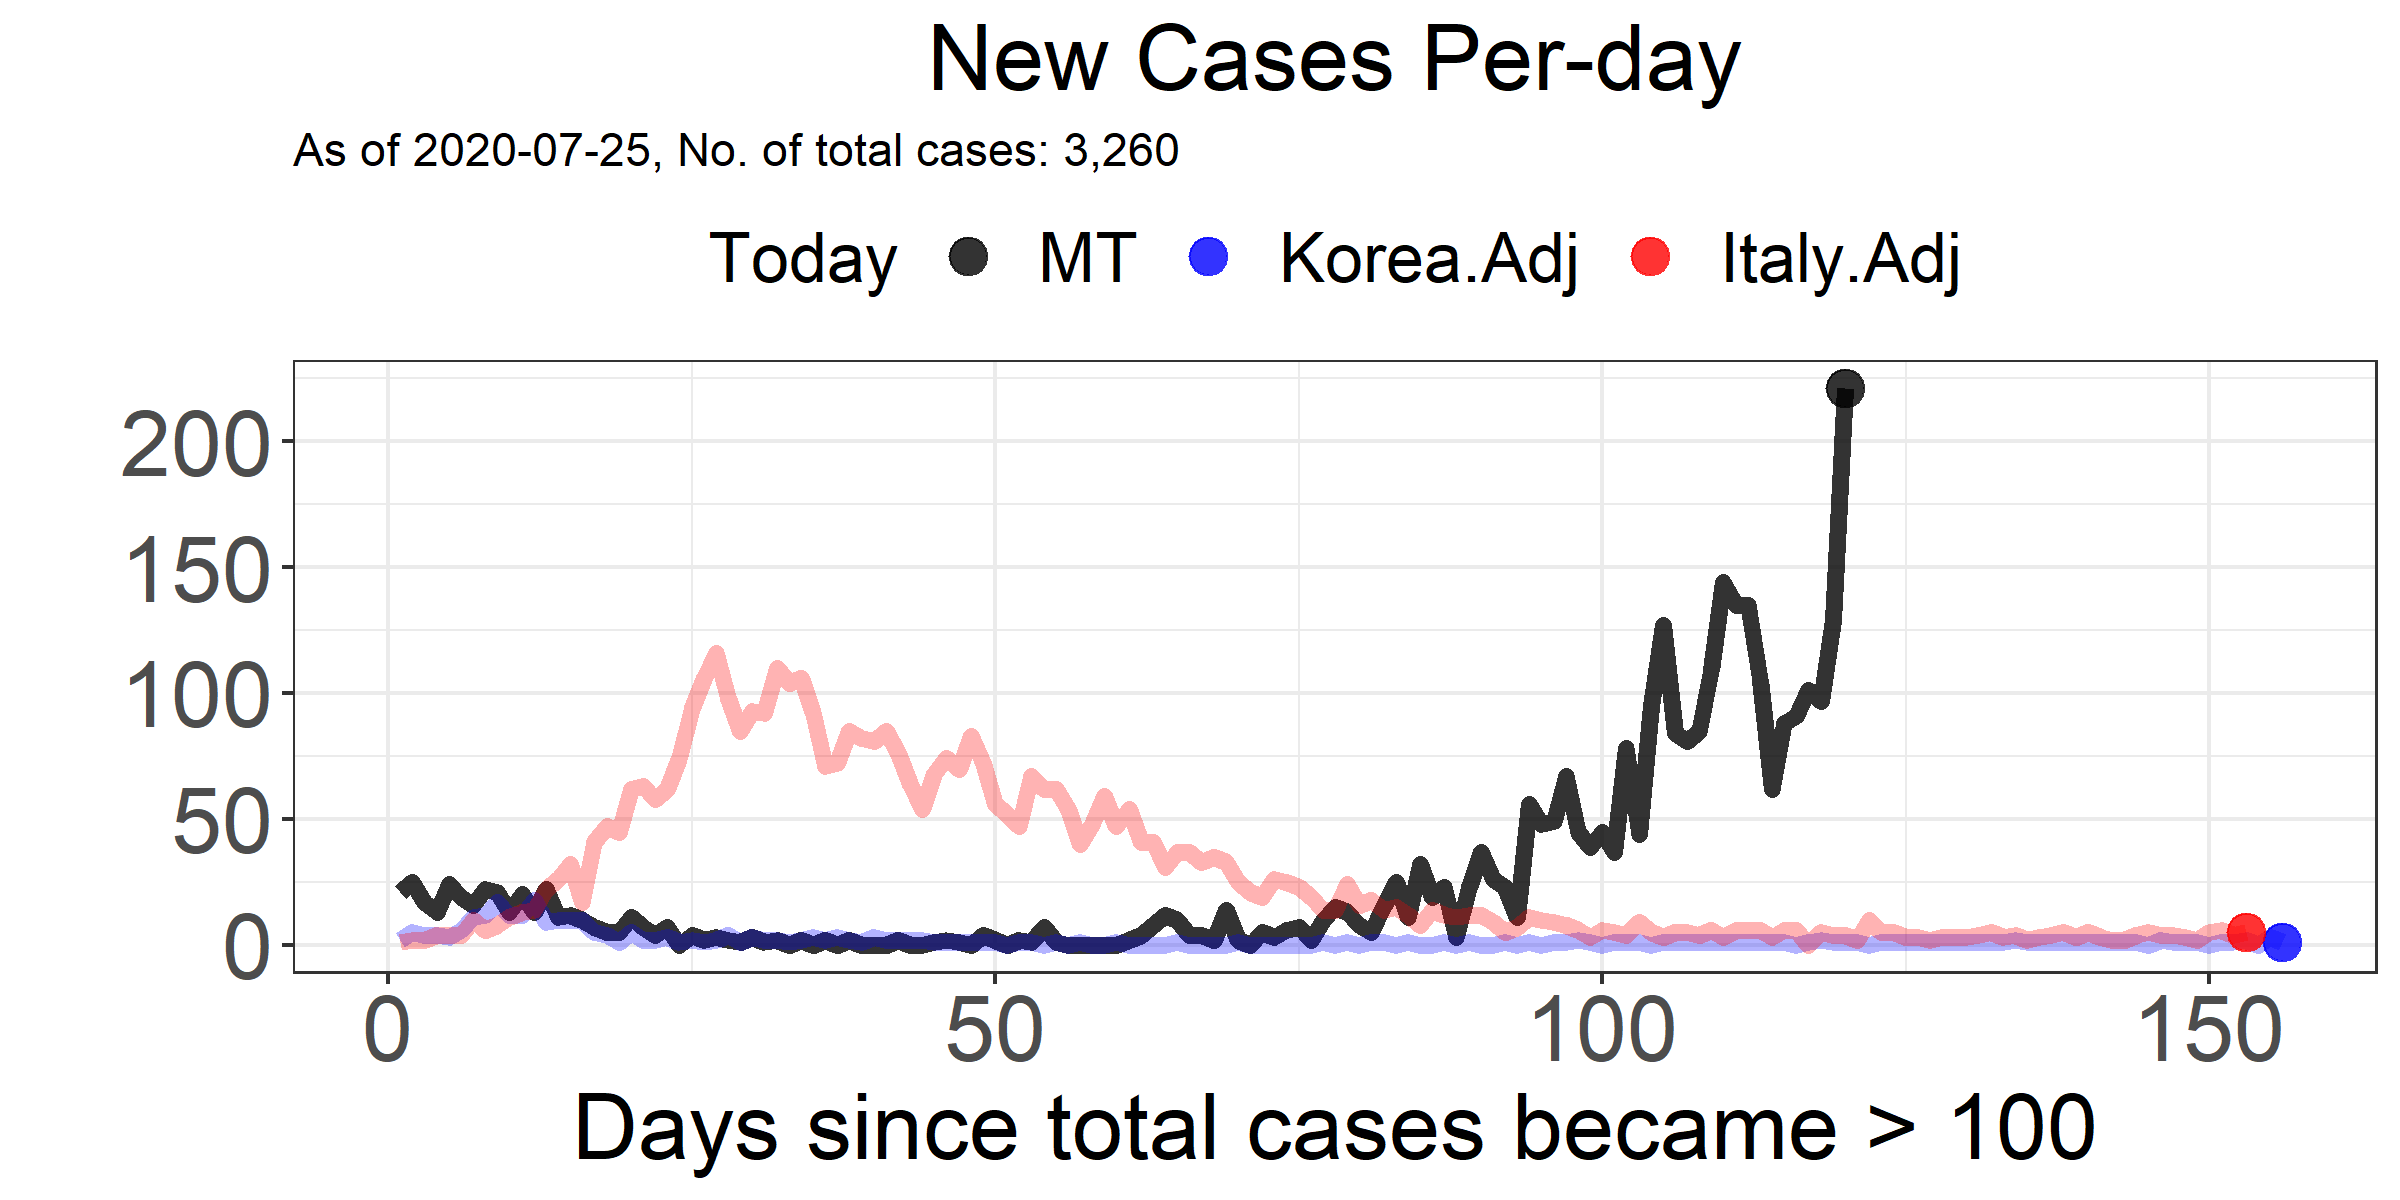 New Cases Per-day
As of 2020-07-25, No. of total cases: 3,260
Today MT Korea.Adj Italy.Adj
200
150
100
50
0
0 50 100 150
Days since total cases became > 100